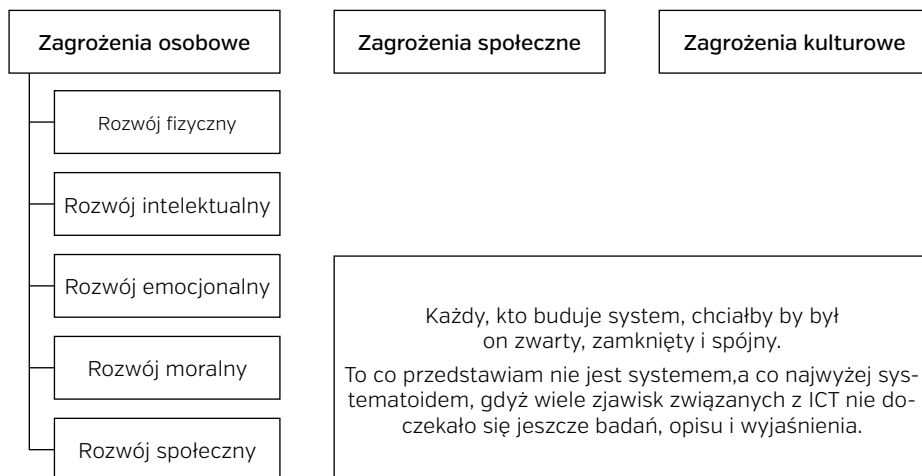 Zagrożenia osobowe
Zagrożenia społeczne
Zagrożenia kulturowe
Rozwój fizyczny
Rozwój intelektualny
Rozwój emocjonalny
Rozwój moralny
Rozwój społeczny
Każdy, kto buduje system, chciałby by był
on zwarty, zamknięty i spójny.
To co przedstawiam nie jest systemem,a co najwyżej sys-
tematoidem, gdyż wiele zjawisk związanych z ICT nie do-
czekało się jeszcze badań, opisu i wyjaśnienia.